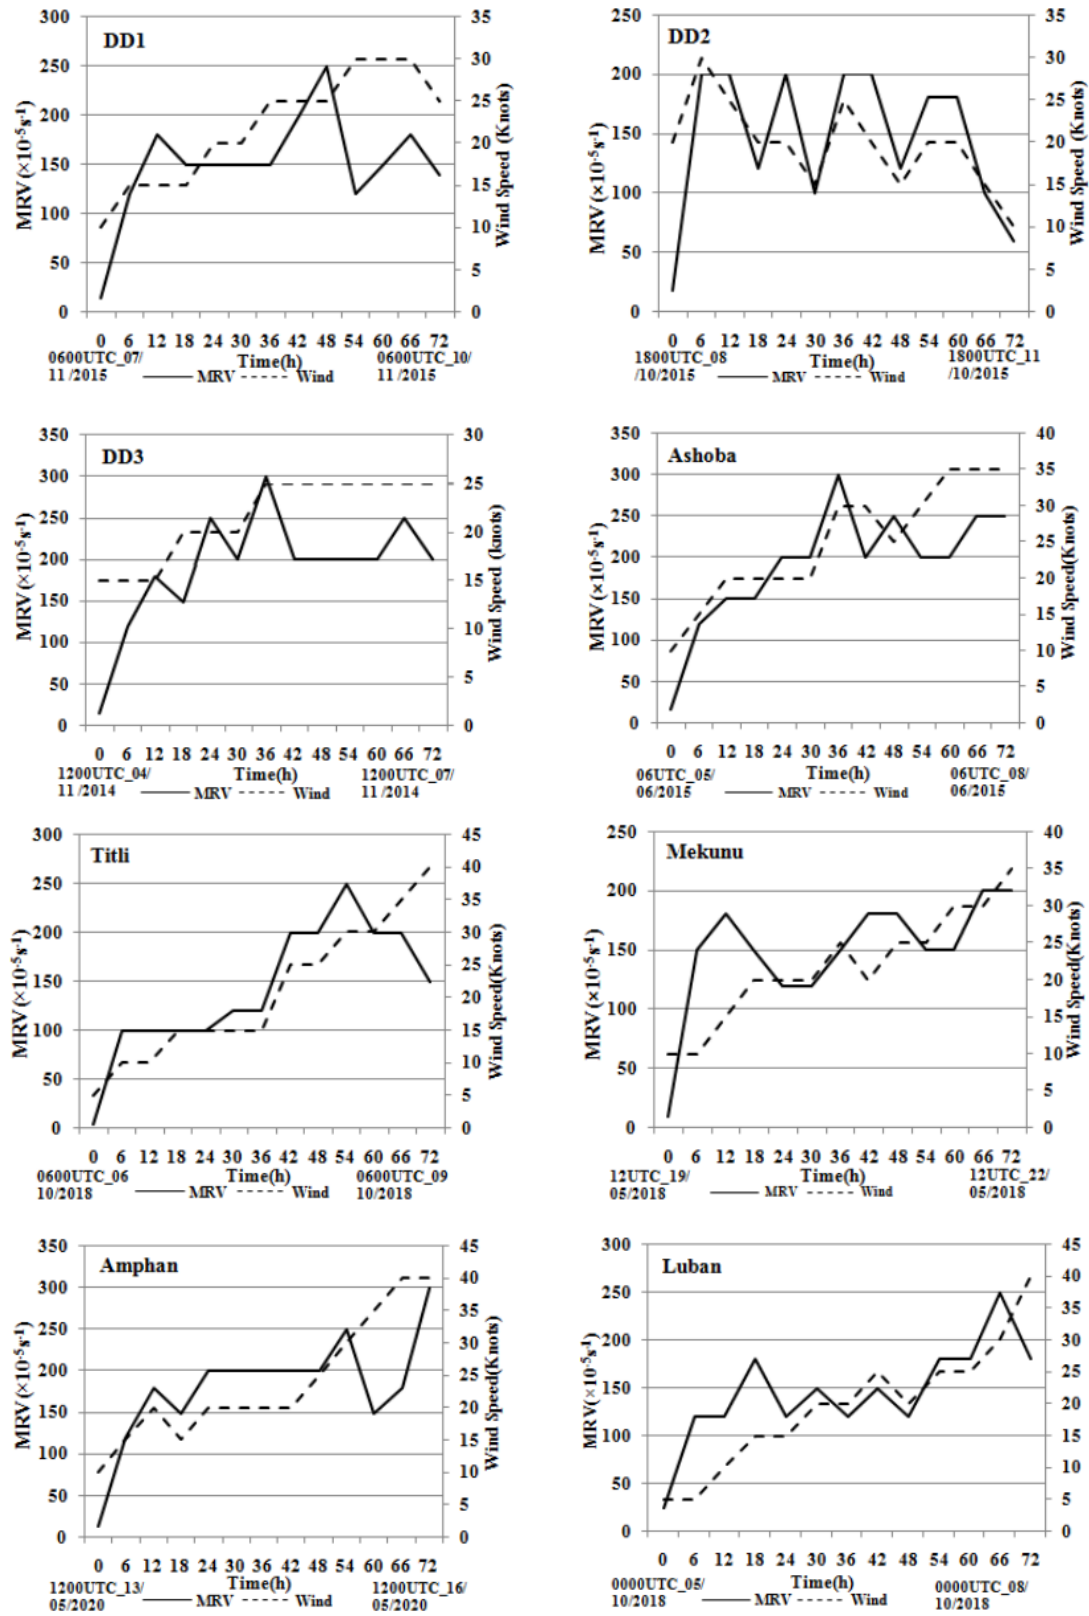 DD1
MRV (×10⁻⁵s⁻¹)
300
250
200
150
100
50
0
35
30
25
20
15
10
5
0
Wind Speed (Knots)
0 6 12 18 24 30 36 42 48 54 60 66 72
0600UTC_07/
11 /2015
Time(h)
0600UTC_10/
11 /2015
MRV Wind
DD2
MRV (×10⁻⁵s⁻¹)
250
200
150
100
50
0
35
30
25
20
15
10
5
0
Wind Speed (Knots)
0 6 12 18 24 30 36 42 48 54 60 66 72
1800UTC_08
/10/2015
Time(h)
1800UTC_11
/10/2015
MRV Wind
DD3
MRV (×10⁻⁵s⁻¹)
350
300
250
200
150
100
50
0
30
25
20
15
10
5
0
Wind Speed (knots)
0 6 12 18 24 30 36 42 48 54 60 66 72
1200UTC_04/
11 /2014
Time(h)
1200UTC_07/
11 /2014
MRV Wind
Ashoba
MRV (×10⁻⁵s⁻¹)
350
300
250
200
150
100
50
0
40
35
30
25
20
15
10
5
0
Wind Speed(Knots)
0 6 12 18 24 30 36 42 48 54 60 66 72
06UTC_05/
06/2015
Time(h)
06UTC_08/
06/2015
MRV Wind
Titli
MRV (×10⁻⁵s⁻¹)
300
250
200
150
100
50
0
45
40
35
30
25
20
15
10
5
0
Wind Speed(Knots)
0 6 12 18 24 30 36 42 48 54 60 66 72
0600UTC_06
10/2018
Time(h)
0600UTC_09
10/2018
MRV Wind
Mekunu
MRV (×10⁻⁵s⁻¹)
250
200
150
100
50
0
40
35
30
25
20
15
10
5
0
Wind Speed(Knots)
0 6 12 18 24 30 36 42 48 54 60 66 72
12UTC_19/
05/2018
Time(h)
12UTC_22/
05/2018
MRV Wind
Amphan
MRV (×10⁻⁵s⁻¹)
350
300
250
200
150
100
50
0
45
40
35
30
25
20
15
10
5
0
Wind Speed(Knots)
0 6 12 18 24 30 36 42 48 54 60 66 72
1200UTC_13/
05/2020
Time(h)
1200UTC_16/
05/2020
MRV Wind
Luban
MRV (×10⁻⁵s⁻¹)
300
250
200
150
100
50
0
45
40
35
30
25
20
15
10
5
0
Wind Speed(Knots)
0 6 12 18 24 30 36 42 48 54 60 66 72
0000UTC_05/
10/2018
Time(h)
0000UTC_08/
10/2018
MRV Wind